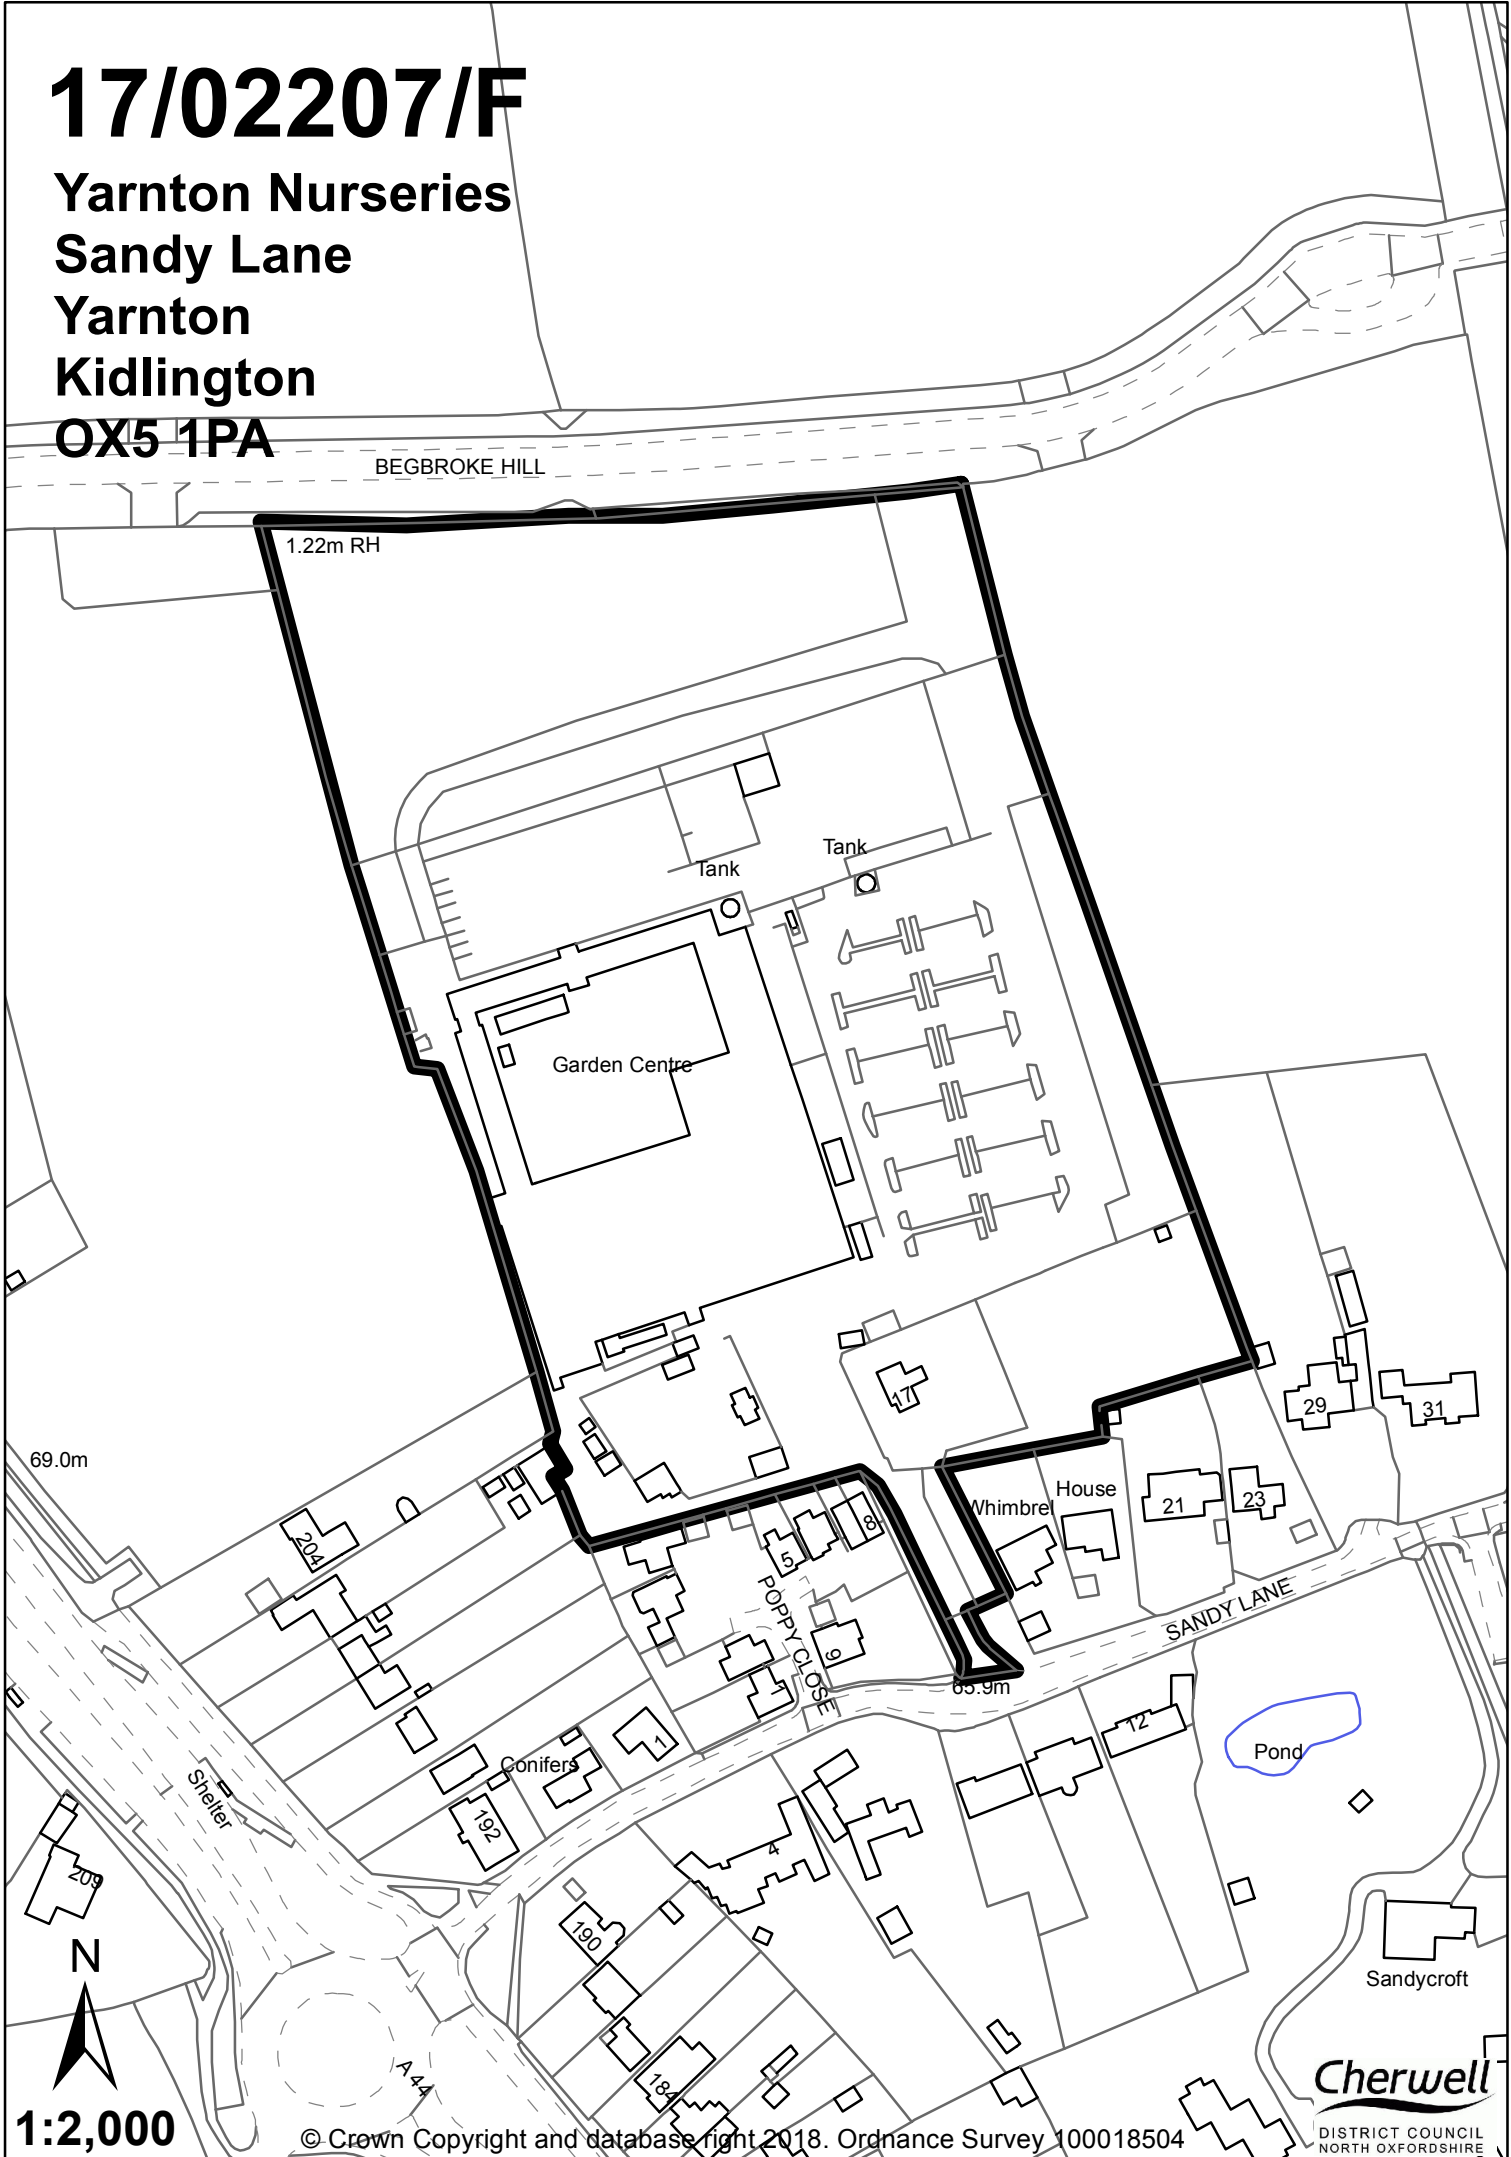 17/02207/F
Yarnton Nurseries
Sandy Lane
Yarnton
Kidlington
OX5 1PA
BEGBROKE HILL
1.22m RH
Tank
Tank
Garden Centre
17
29
31
69.0m
House
Whimbrel
21
23
204
8
5
POPPY CLOSE
SANDY LANE
9
1
65.9m
12
Pond
1
Conifers
Shelter
192
4
209
190
N
Sandycroft
A 44
184
Cherwell
DISTRICT COUNCIL
NORTH OXFORDSHIRE
1:2,000
© Crown Copyright and database right 2018. Ordnance Survey 100018504